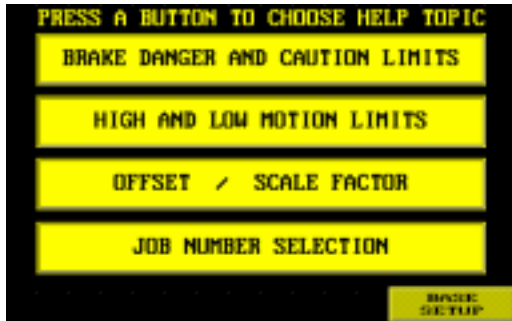 PRESS A BUTTON TO CHOOSE HELP TOPIC
BRAKE DANGER AND CAUTION LIMITS
HIGH AND LOW MOTION LIMITS
OFFSET / SCALE FACTOR
JOB NUMBER SELECTION
BASE
SETUP